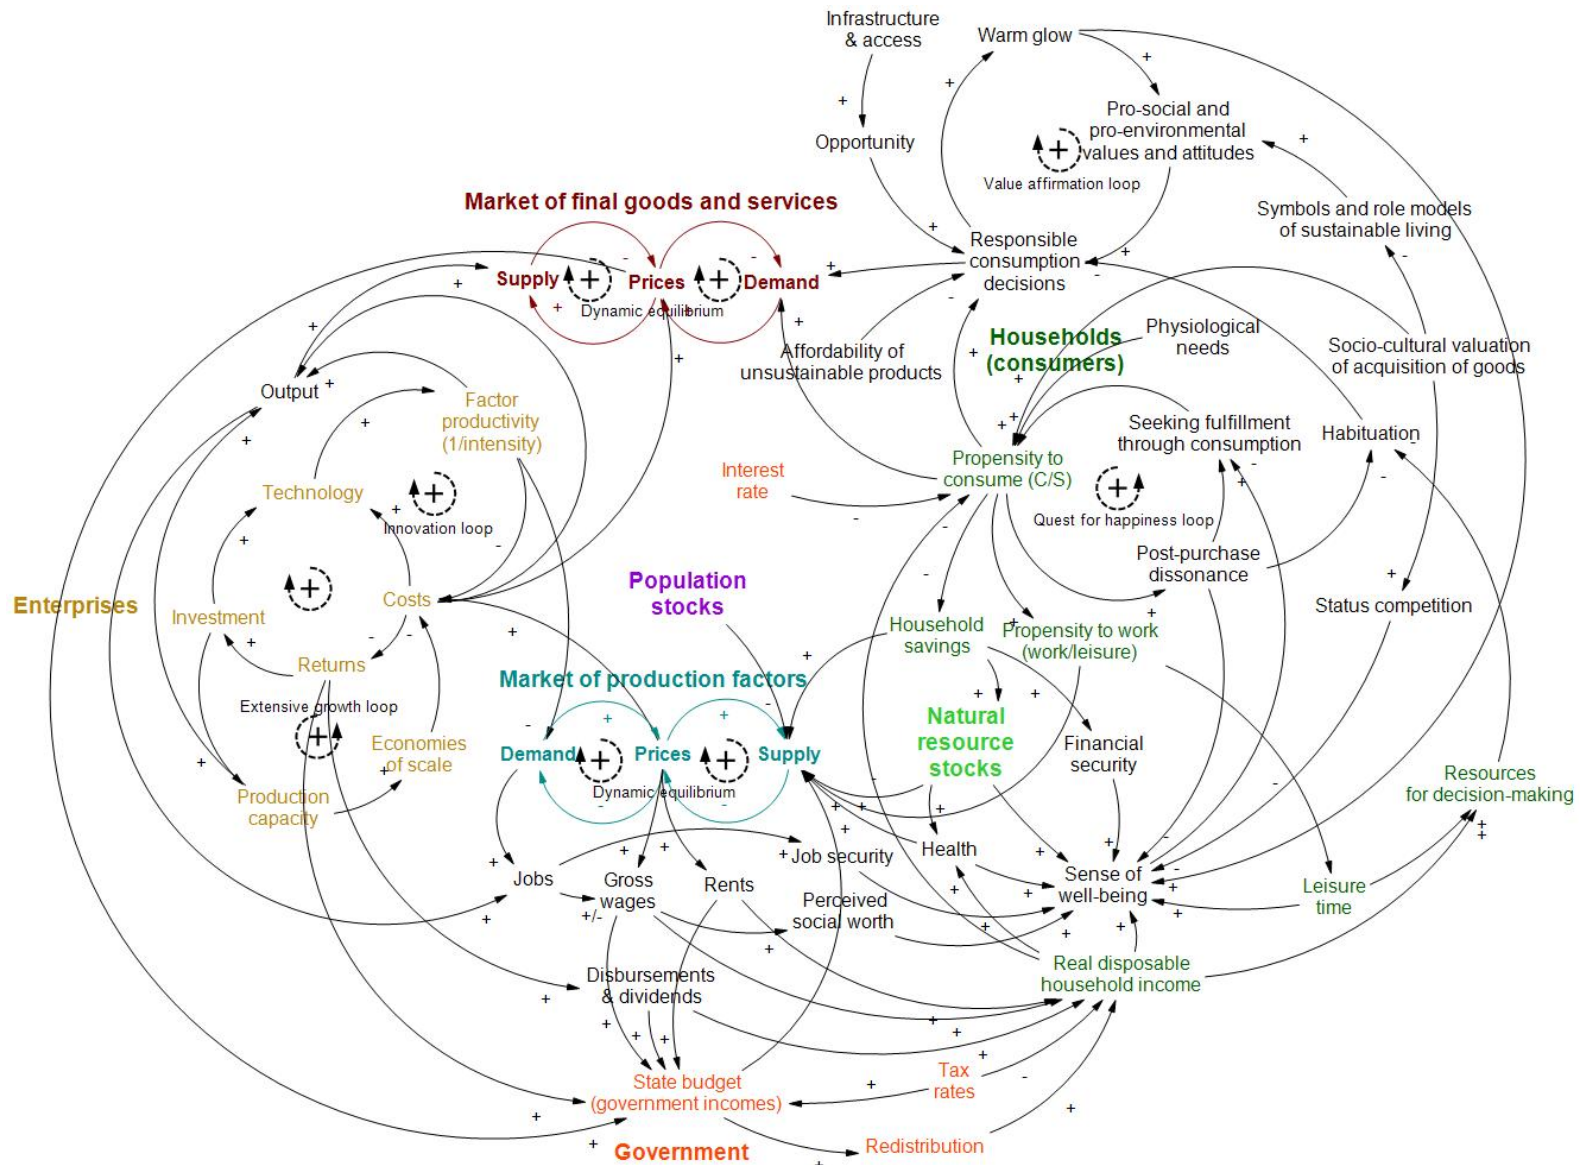 Infrastructure
& access
Warm glow
Pro-social and
pro-environmental
values and attitudes
Opportunity
Value affirmation loop
Market of final goods and services
Symbols and role models
of sustainable living
Responsible
consumption
decisions
Supply
Prices
Demand
Dynamic equilibrium
Households
(consumers)
Physiological
needs
Affordability of
unsustainable products
Socio-cultural valuation
of acquisition of goods
Output
Factor
productivity
(1/intensity)
Seeking fulfillment
through consumption
Habituation
Interest
rate
Propensity to
consume (C/S)
Technology
Innovation loop
Quest for happiness loop
Post-purchase
dissonance
Population
stocks
Enterprises
Costs
Investment
Status competition
Household
savings
Propensity to work
(work/leisure)
Returns
Market of production factors
Extensive growth loop
Natural
resource
stocks
Economies
of scale
Demand
Prices
Supply
Financial
security
Dynamic equilibrium
Production
capacity
Resources
for decision-making
Jobs
Gross
wages
Rents
Job security
Health
Sense of
well-being
Leisure
time
Perceived
social worth
Disbursements
& dividends
Real disposable
household income
State budget
(government incomes)
Tax
rates
Government
Redistribution
+/-